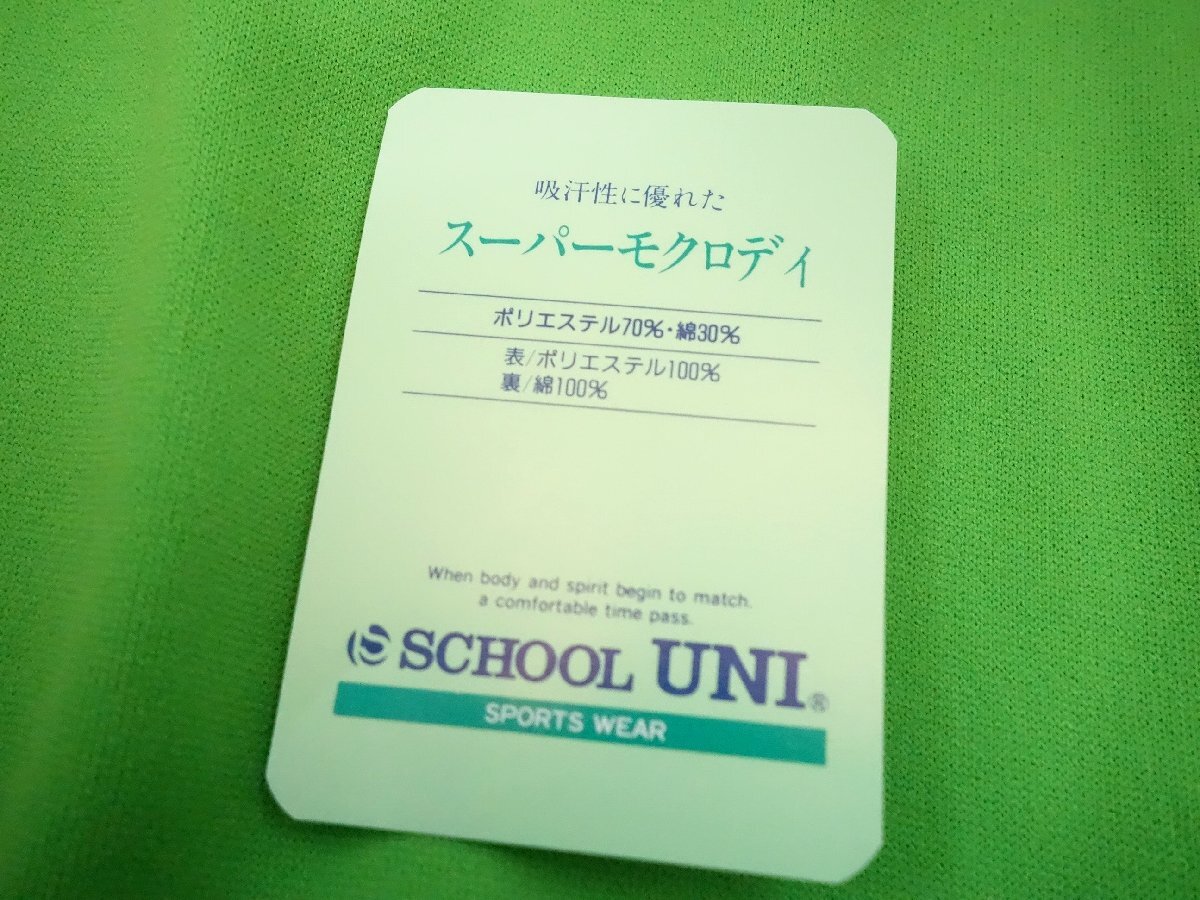 吸汗性に優れた
スーパーモクロディ
ポリエステル70%・綿30%
表/ポリエステル100%
裏/綿100%
When body and spirit begin to match.
a comfortable time pass.
S SCHOOL UNI®
SPORTS WEAR